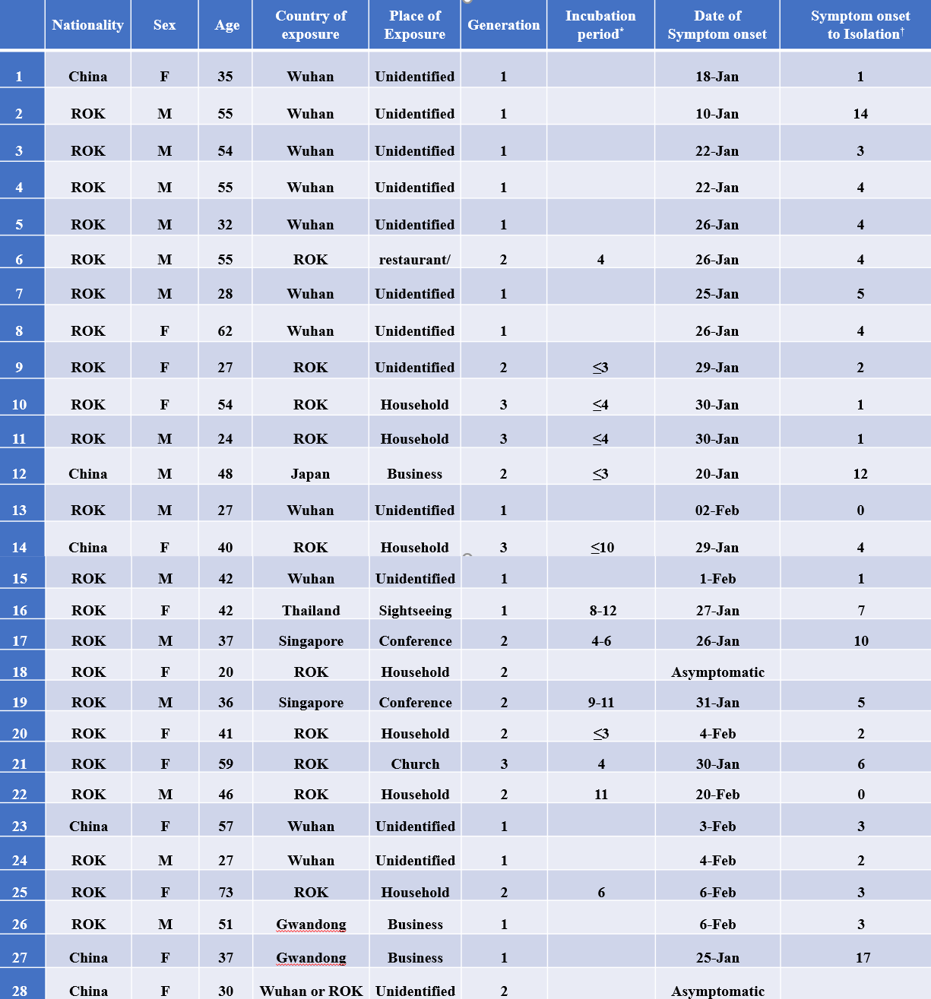 Nationality Sex Age Country of exposure Place of Exposure Generation Incubation period* Date of Symptom onset Symptom onset to Isolation†
1 China F 35 Wuhan Unidentified 1 18-Jan 1
2 ROK M 55 Wuhan Unidentified 1 10-Jan 14
3 ROK M 54 Wuhan Unidentified 1 22-Jan 3
4 ROK M 55 Wuhan Unidentified 1 22-Jan 4
5 ROK M 32 Wuhan Unidentified 1 26-Jan 4
6 ROK M 55 ROK restaurant/ 2 4 26-Jan 4
7 ROK M 28 Wuhan Unidentified 1 25-Jan 5
8 ROK F 62 Wuhan Unidentified 1 26-Jan 4
9 ROK F 27 ROK Unidentified 2 ≤3 29-Jan 2
10 ROK F 54 ROK Household 3 ≤4 30-Jan 1
11 ROK M 24 ROK Household 3 ≤4 30-Jan 1
12 China M 48 Japan Business 2 ≤3 20-Jan 12
13 ROK M 27 Wuhan Unidentified 1 02-Feb 0
14 China F 40 ROK Household 3 ≤10 29-Jan 4
15 ROK M 42 Wuhan Unidentified 1 1-Feb 1
16 ROK F 42 Thailand Sightseeing 1 8-12 27-Jan 7
17 ROK M 37 Singapore Conference 2 4-6 26-Jan 10
18 ROK F 20 ROK Household 2 Asymptomatic
19 ROK M 36 Singapore Conference 2 9-11 31-Jan 5
20 ROK F 41 ROK Household 2 ≤3 4-Feb 2
21 ROK F 59 ROK Church 3 4 30-Jan 6
22 ROK M 46 ROK Household 2 11 20-Feb 0
23 China F 57 Wuhan Unidentified 1 3-Feb 3
24 ROK M 27 Wuhan Unidentified 1 4-Feb 2
25 ROK F 73 ROK Household 2 6 6-Feb 3
26 ROK M 51 Gwandong Business 1 6-Feb 3
27 China F 37 Gwandong Business 1 25-Jan 17
28 China F 30 Wuhan or ROK Unidentified 2 Asymptomatic